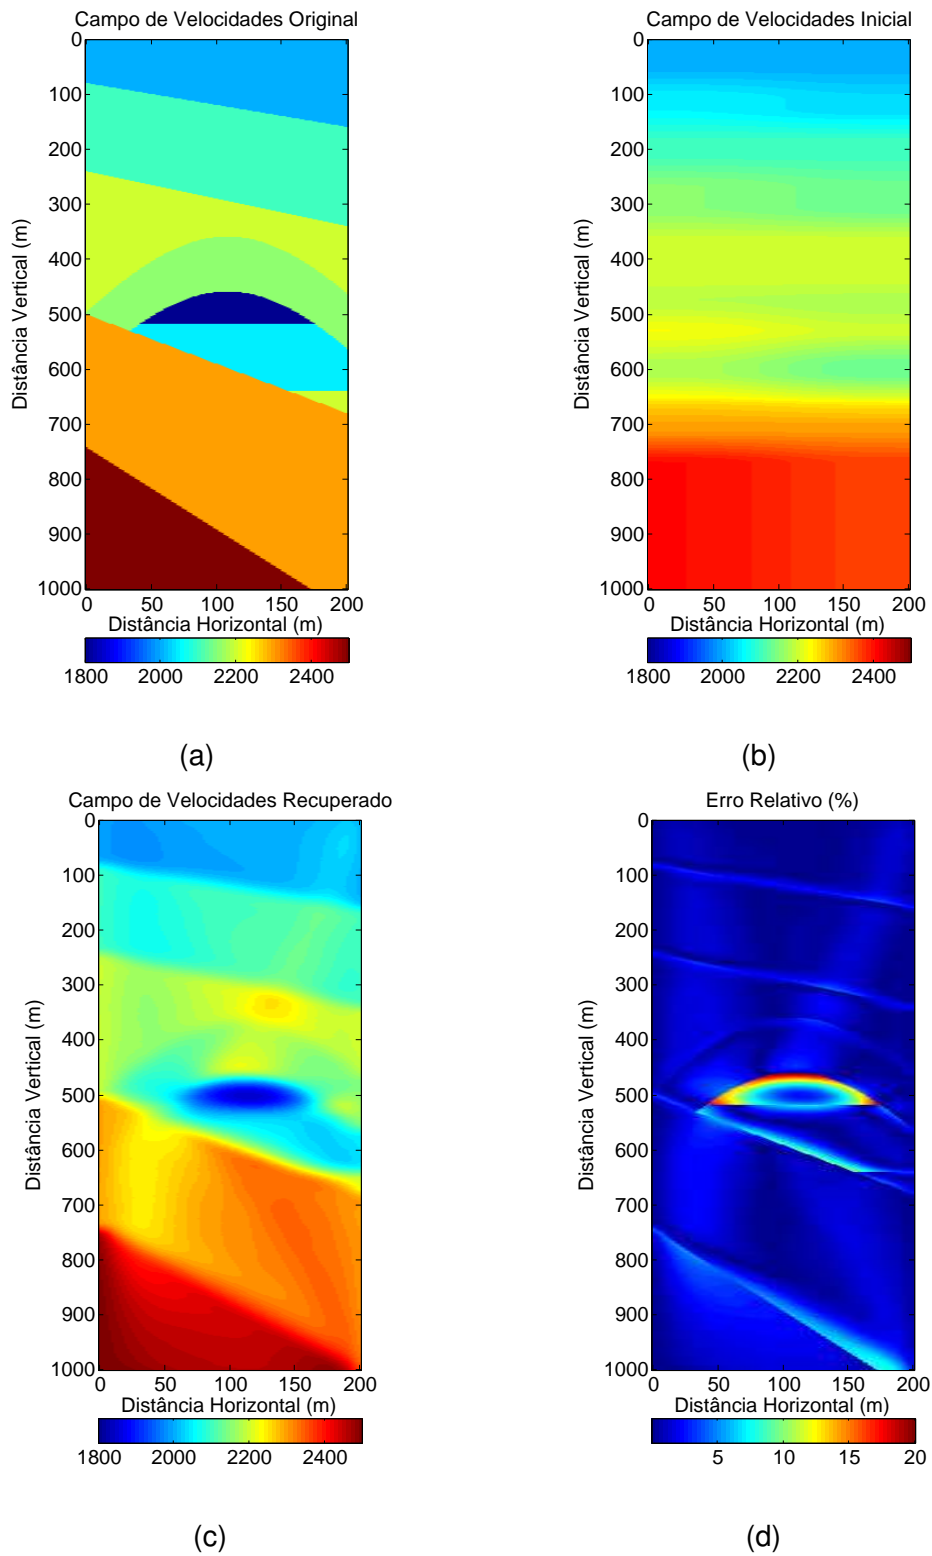 Campo de Velocidades Original
0
100
200
300
400
500
600
700
800
900
1000
Distância Vertical (m)
0 50 100 150 200
Distância Horizontal (m)
1800 2000 2200 2400
(a)
Campo de Velocidades Inicial
0
100
200
300
400
500
600
700
800
900
1000
Distância Vertical (m)
0 50 100 150 200
Distância Horizontal (m)
1800 2000 2200 2400
(b)
Campo de Velocidades Recuperado
0
100
200
300
400
500
600
700
800
900
1000
Distância Vertical (m)
0 50 100 150 200
Distância Horizontal (m)
1800 2000 2200 2400
(c)
Erro Relativo (%)
0
100
200
300
400
500
600
700
800
900
1000
Distância Vertical (m)
0 50 100 150 200
Distância Horizontal (m)
5 10 15 20
(d)